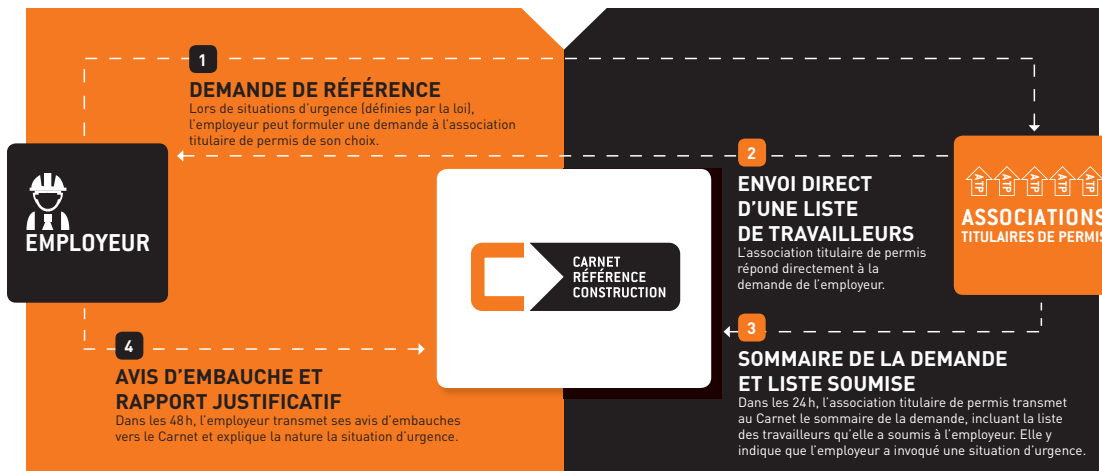 1
DEMANDE DE RÉFÉRENCE
Lors de situations d'urgence (définies par la loi),
l'employeur peut formuler une demande à l'association
titulaire de permis de son choix.
EMPLOYEUR
2
ENVOI DIRECT
D'UNE LISTE
DE TRAVAILLEURS
L'association titulaire de permis
répond directement à la
demande de l'employeur.
ATP
ATP
ATP
ATP
ATP
ASSOCIATIONS
TITULAIRES DE PERMIS
CARNET
RÉFÉRENCE
CONSTRUCTION
3
SOMMAIRE DE LA DEMANDE
ET LISTE SOUMISE
Dans les 24h, l'association titulaire de permis transmet
au Carnet le sommaire de la demande, incluant la liste
des travailleurs qu'elle a soumis à l'employeur. Elle y
indique que l'employeur a invoqué une situation d'urgence.
4
AVIS D'EMBAUCHE ET
RAPPORT JUSTIFICATIF
Dans les 48h, l'employeur transmet ses avis d'embauches
vers le Carnet et explique la nature la situation d'urgence.